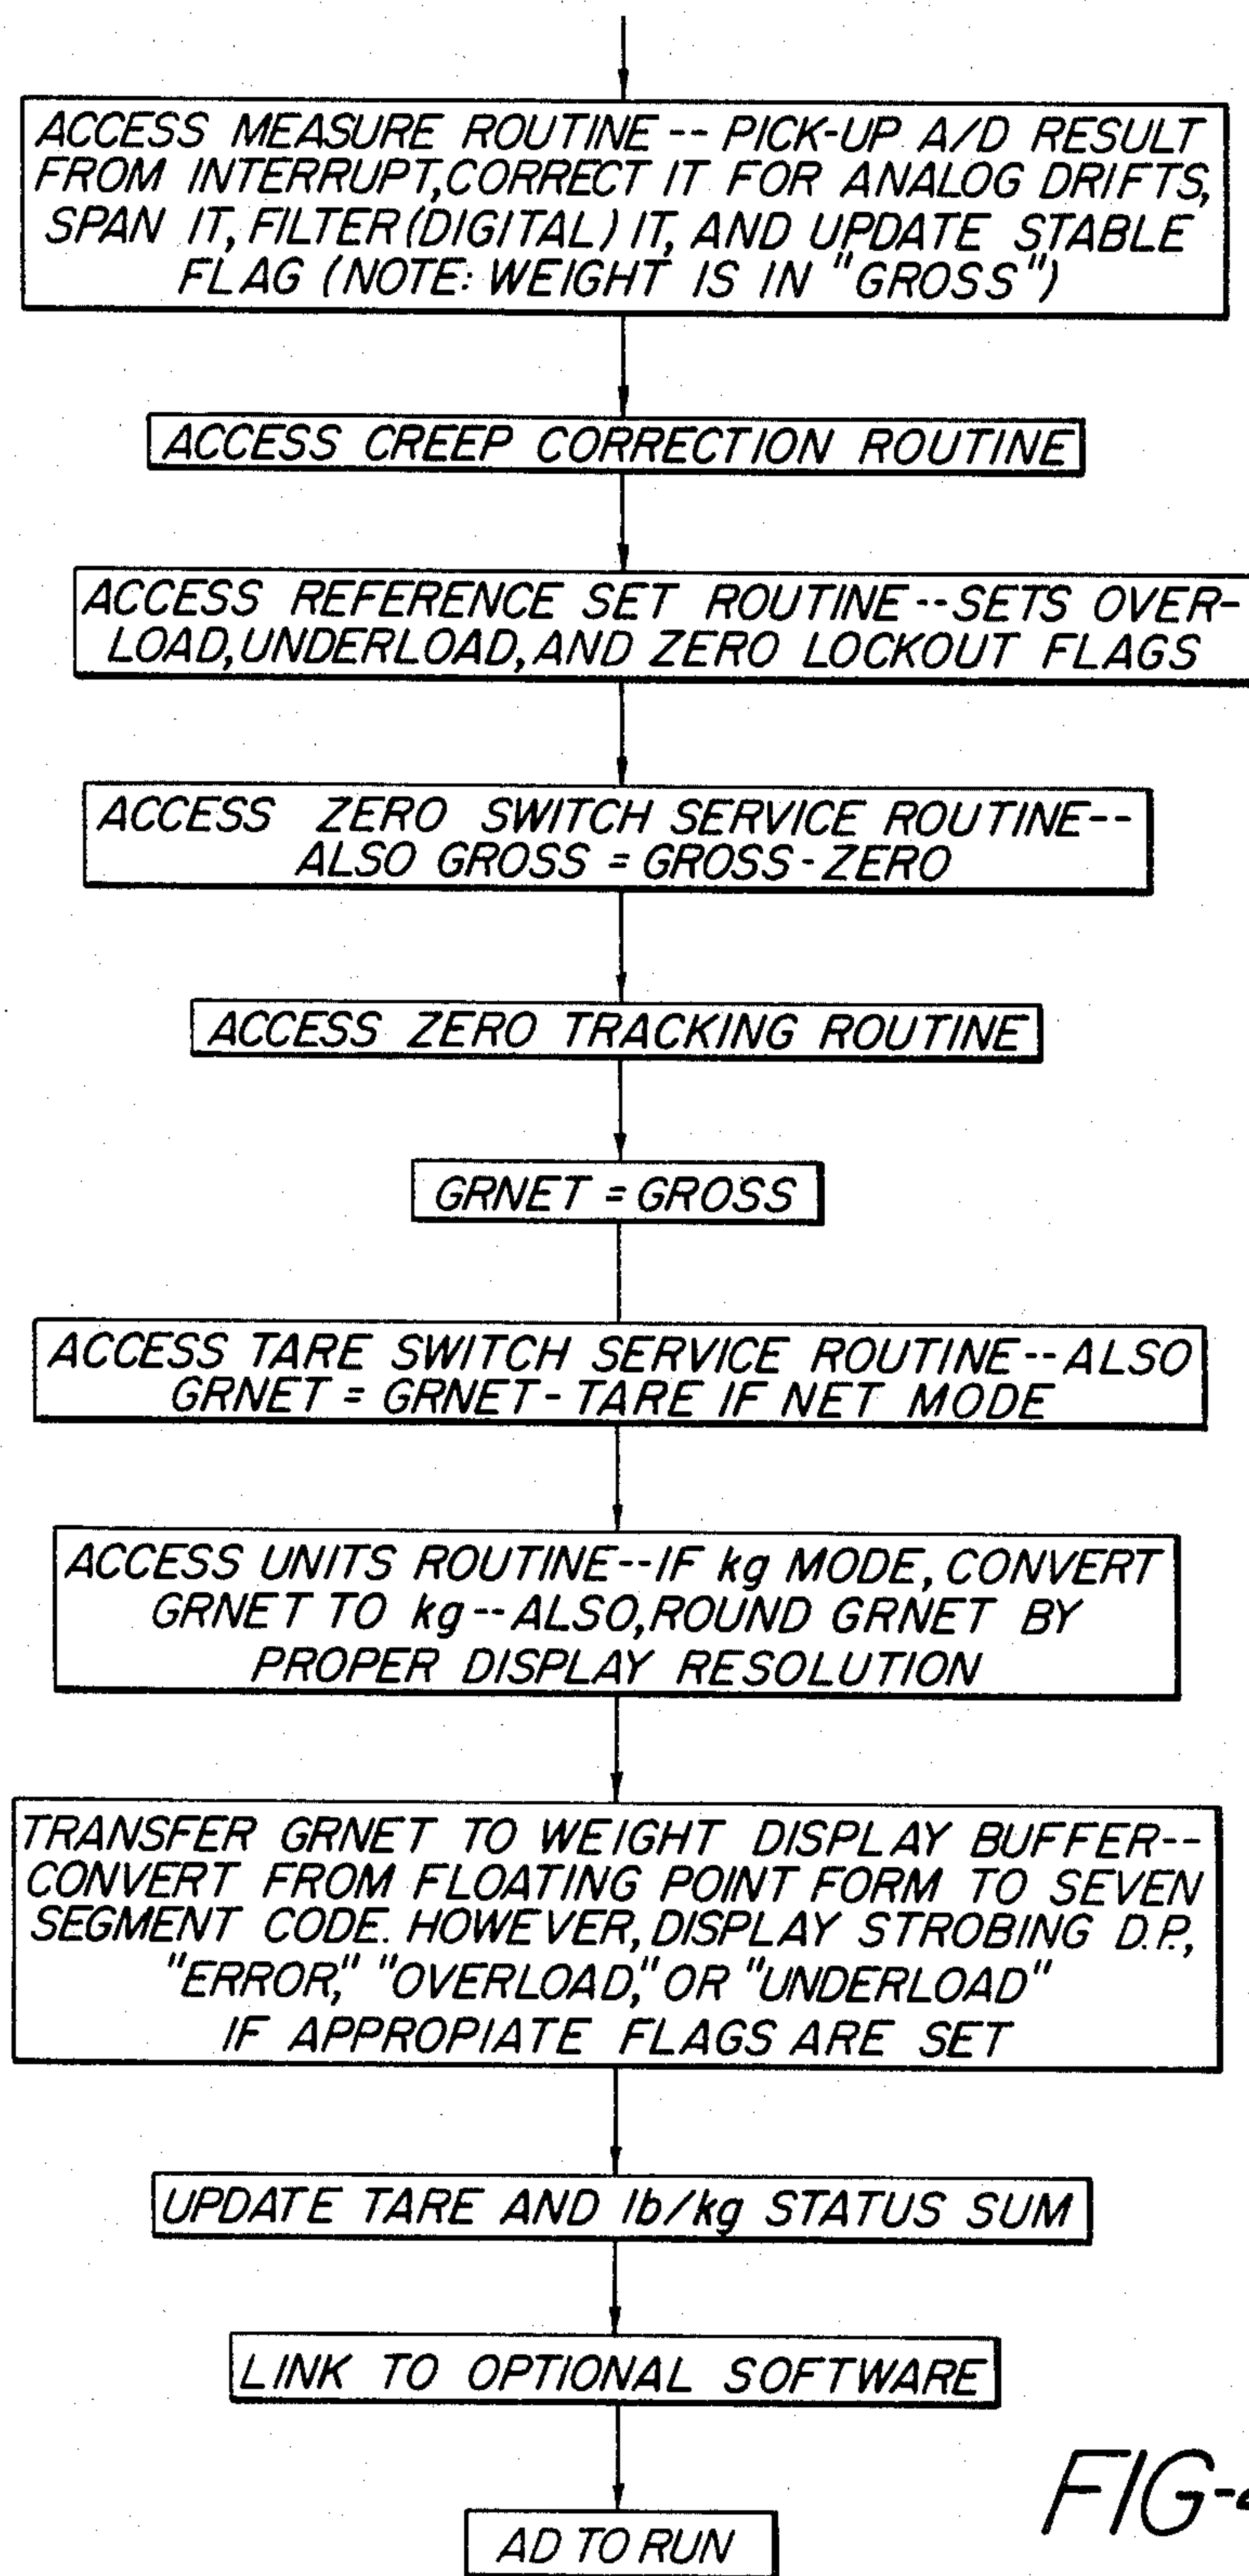 ACCESS MEASURE ROUTINE -- PICK-UP A/D RESULT
FROM INTERRUPT, CORRECT IT FOR ANALOG DRIFTS,
SPAN IT, FILTER (DIGITAL) IT, AND UPDATE STABLE
FLAG (NOTE: WEIGHT IS IN "GROSS")
ACCESS CREEP CORRECTION ROUTINE
ACCESS REFERENCE SET ROUTINE -- SETS OVER-
LOAD, UNDERLOAD, AND ZERO LOCKOUT FLAGS
ACCESS ZERO SWITCH SERVICE ROUTINE --
ALSO GROSS = GROSS - ZERO
ACCESS ZERO TRACKING ROUTINE
GRNET = GROSS
ACCESS TARE SWITCH SERVICE ROUTINE -- ALSO
GRNET = GRNET - TARE IF NET MODE
ACCESS UNITS ROUTINE -- IF kg MODE, CONVERT
GRNET TO kg -- ALSO, ROUND GRNET BY
PROPER DISPLAY RESOLUTION
TRANSFER GRNET TO WEIGHT DISPLAY BUFFER --
CONVERT FROM FLOATING POINT FORM TO SEVEN
SEGMENT CODE. HOWEVER, DISPLAY STROBING D.P.,
"ERROR," "OVERLOAD," OR "UNDERLOAD"
IF APPROPIATE FLAGS ARE SET
UPDATE TARE AND lb/kg STATUS SUM
LINK TO OPTIONAL SOFTWARE
AD TO RUN
FIG-